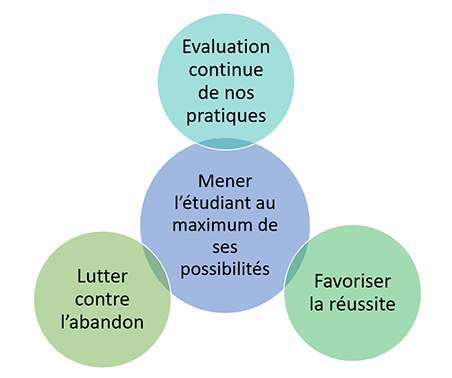 Evaluation
continue
de nos
pratiques
Mener
l’étudiant au
maximum de
ses
possibilités
Lutter
contre
l’abandon
Favoriser
la réussite